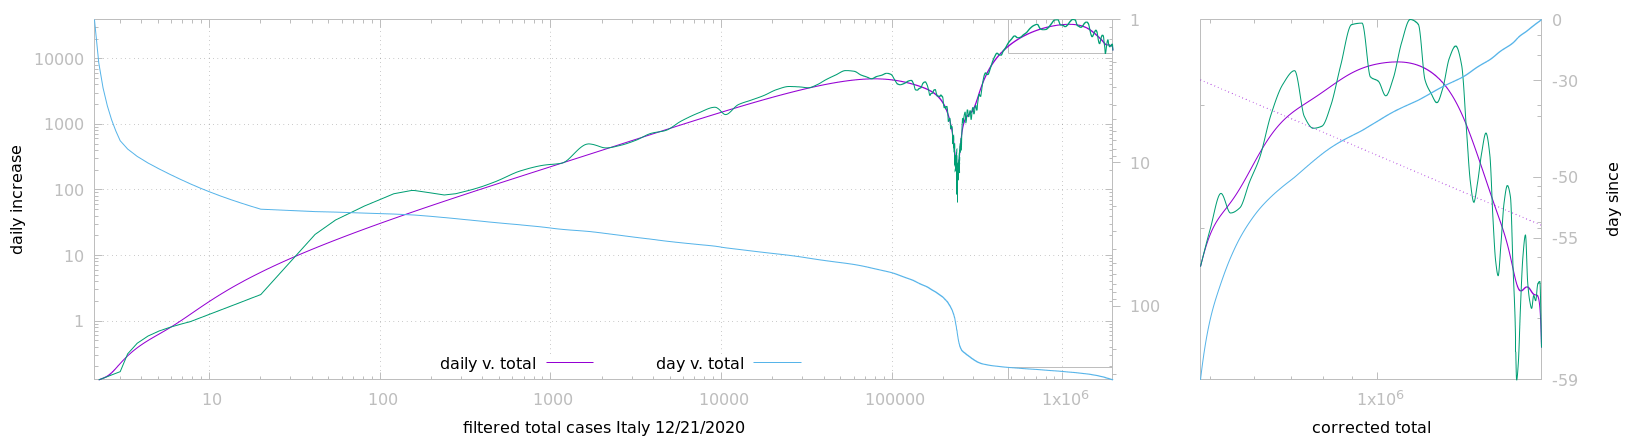 daily increase
10000
1000
100
10
1
10
100
1000
10000
100000
1x10^6
filtered total cases Italy 12/21/2020
daily v. total
day v. total
1
10
100
0
-30
-50
-55
-59
day since
1x10^6
corrected total